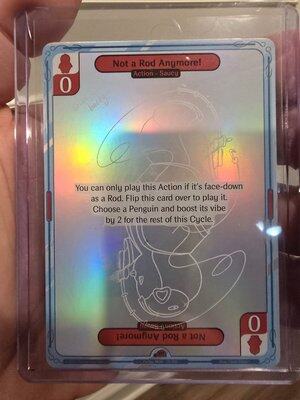 Not a Rod Anymore!
Action - Saucy
0
You can only play this Action if it's face-down
as a Rod. Flip this card over to play it.
Choose a Penguin and boost its vibe
by 2 for the rest of this Cycle.
0
Action - Saucy
Not a Rod Anymore!